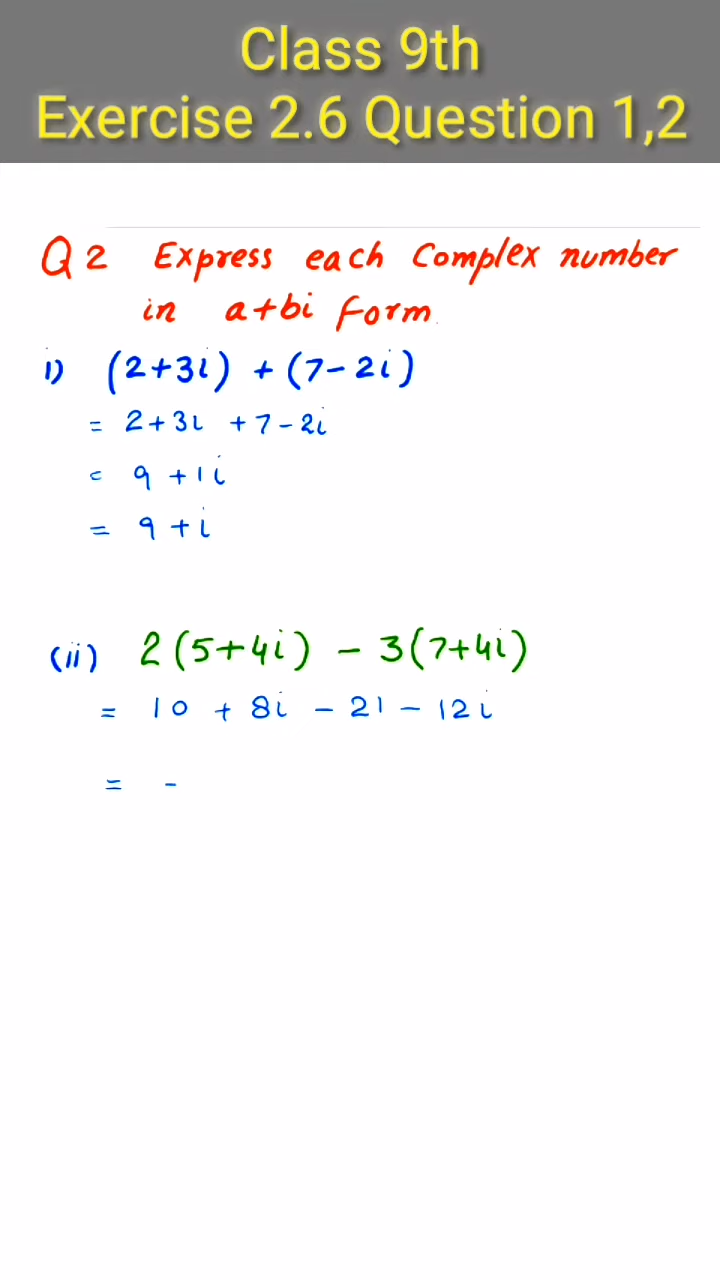 Class 9th
Exercise 2.6 Question 1,2
Q 2 Express each Complex number
in a+bi form
i) (2+3i) + (7-2i)
= 2+3i +7-2i
= 9 +1i
= 9 +i
(ii) 2(5+4i) - 3(7+4i)
= 10 + 8i - 21 - 12i
= -